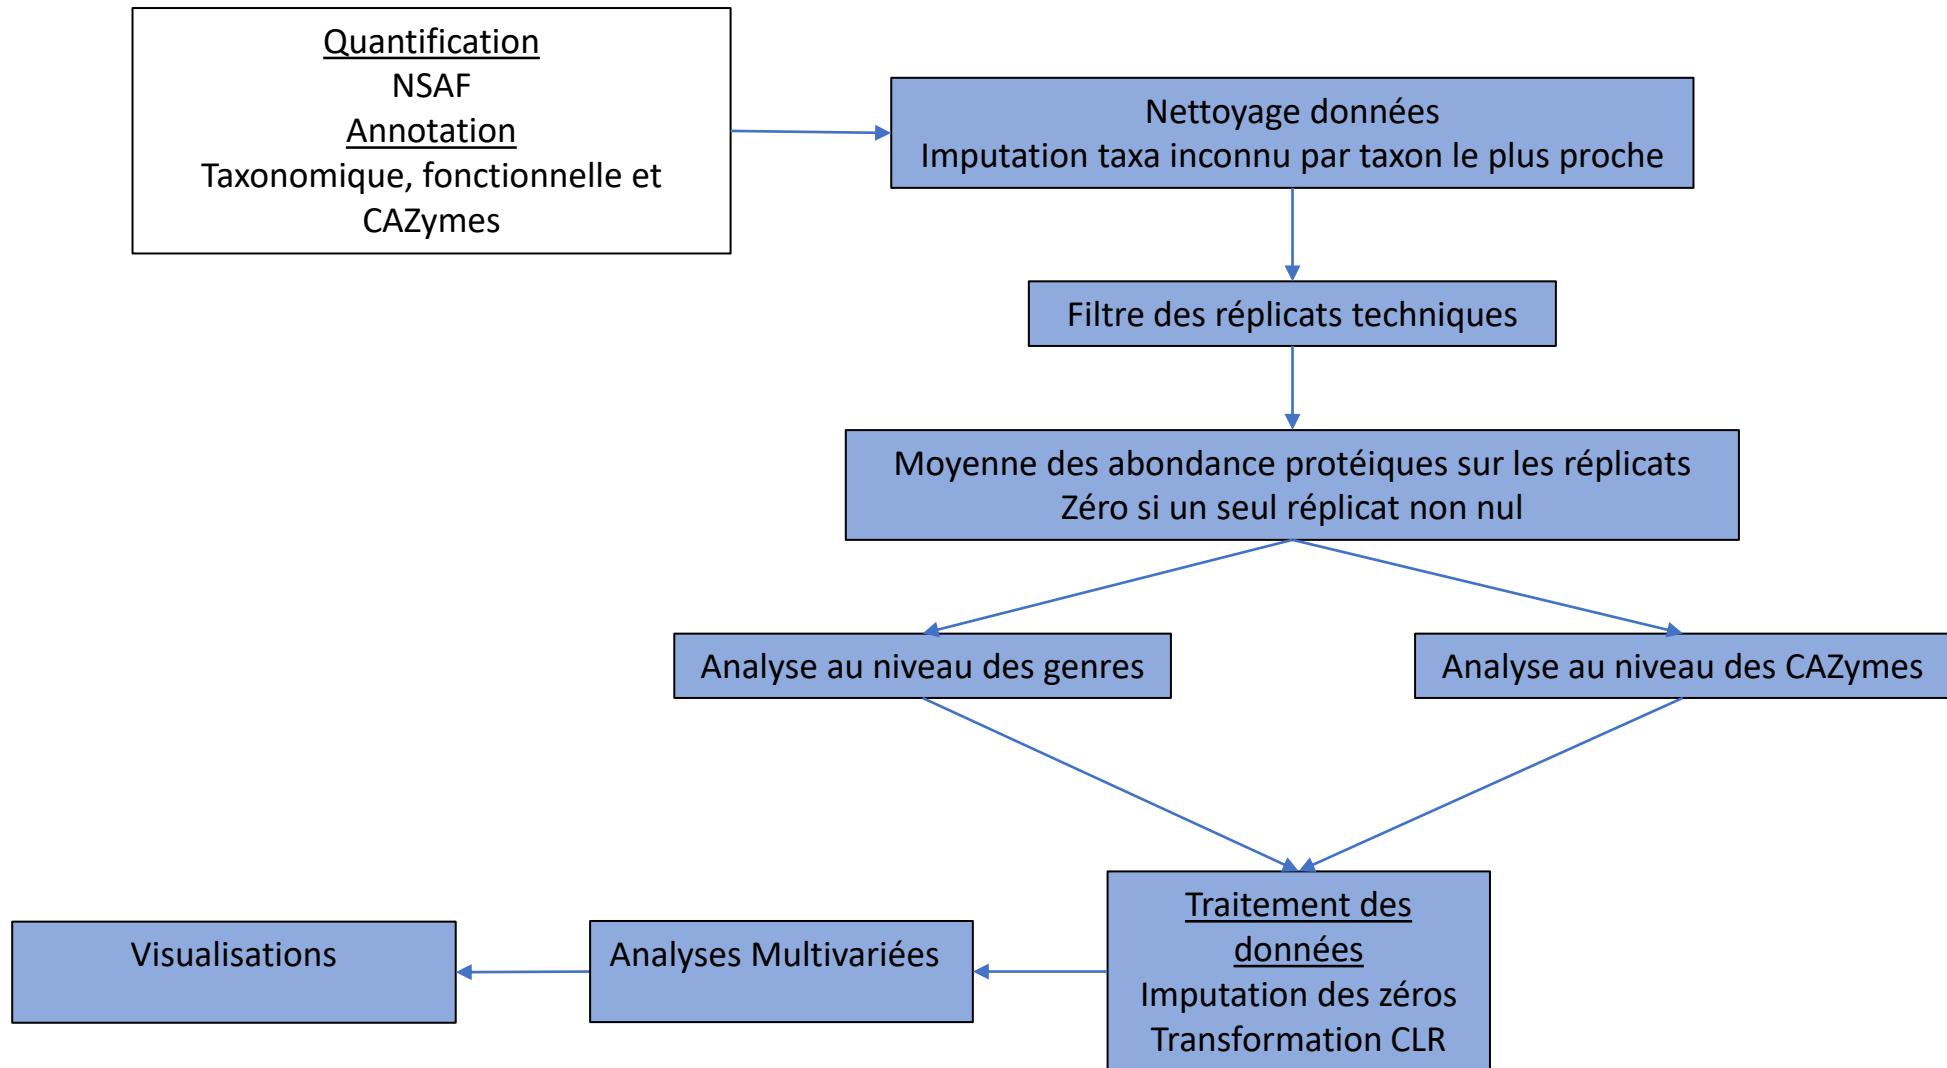 Quantification
NSAF
Annotation
Taxonomique, fonctionnelle et
CAZymes
Nettoyage données
Imputation taxa inconnu par taxon le plus proche
Filtre des réplicats techniques
Moyenne des abondance protéiques sur les réplicats
Zéro si un seul réplicat non nul
Analyse au niveau des genres
Analyse au niveau des CAZymes
Traitement des
données
Imputation des zéros
Transformation CLR
Analyses Multivariées
Visualisations